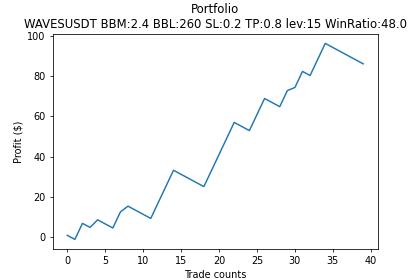 Portfolio
WAVESUSDT BBM:2.4 BBL:260 SL:0.2 TP:0.8 lev:15 WinRatio:48.0
100
80
60
40
20
0
Profit ($)
0 5 10 15 20 25 30 35 40
Trade counts